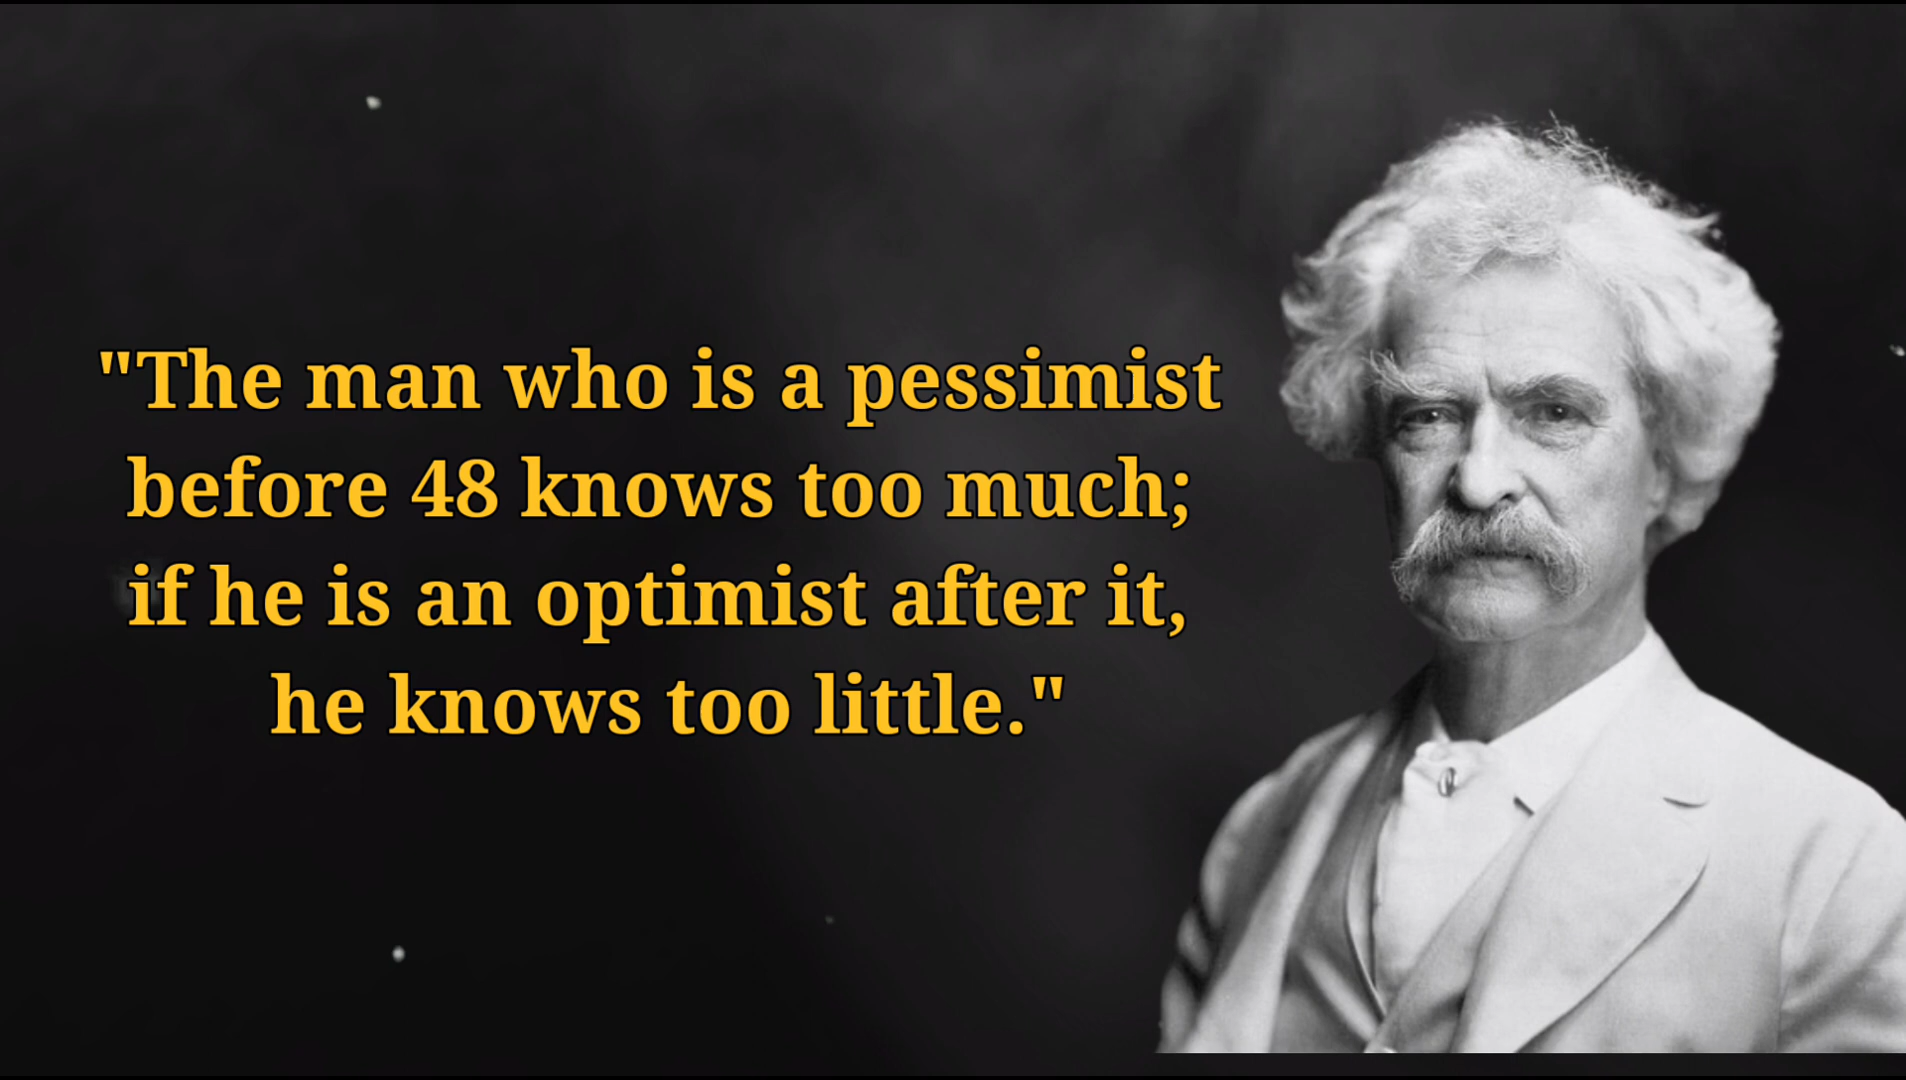 "The man who is a pessimist
before 48 knows too much;
if he is an optimist after it,
he knows too little."